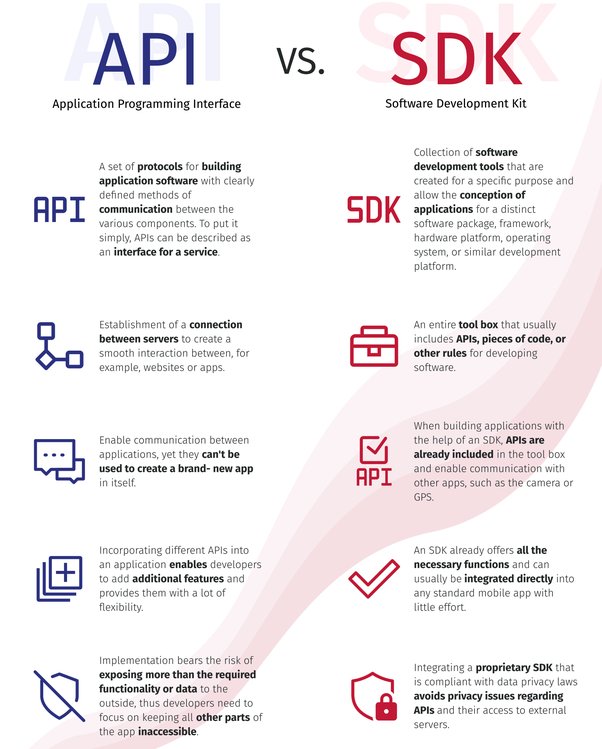 API
vs.
SDK
Application Programming Interface
Software Development Kit
API
A set of protocols for building
application software with clearly
defined methods of
communication between the
various components. To put it
simply, APIs can be described as
an interface for a service.
SDK
Collection of software
development tools that are
created for a specific purpose and
allow the conception of
applications for a distinct
software package, framework,
hardware platform, operating
system, or similar development
platform.
Establishment of a connection
between servers to create a
smooth interaction between, for
example, websites or apps.
An entire tool box that usually
includes APIs, pieces of code, or
other rules for developing
software.
Enable communication between
applications, yet they can't be
used to create a brand- new app
in itself.
API
When building applications with
the help of an SDK, APIs are
already included in the tool box
and enable communication with
other apps, such as the camera or
GPS.
Incorporating different APIs into
an application enables developers
to add additional features and
provides them with a lot of
flexibility.
An SDK already offers all the
necessary functions and can
usually be integrated directly into
any standard mobile app with
little effort.
Implementation bears the risk of
exposing more than the required
functionality or data to the
outside, thus developers need to
focus on keeping all other parts of
the app inaccessible.
Integrating a proprietary SDK that
is compliant with data privacy laws
avoids privacy issues regarding
APIs and their access to external
servers.